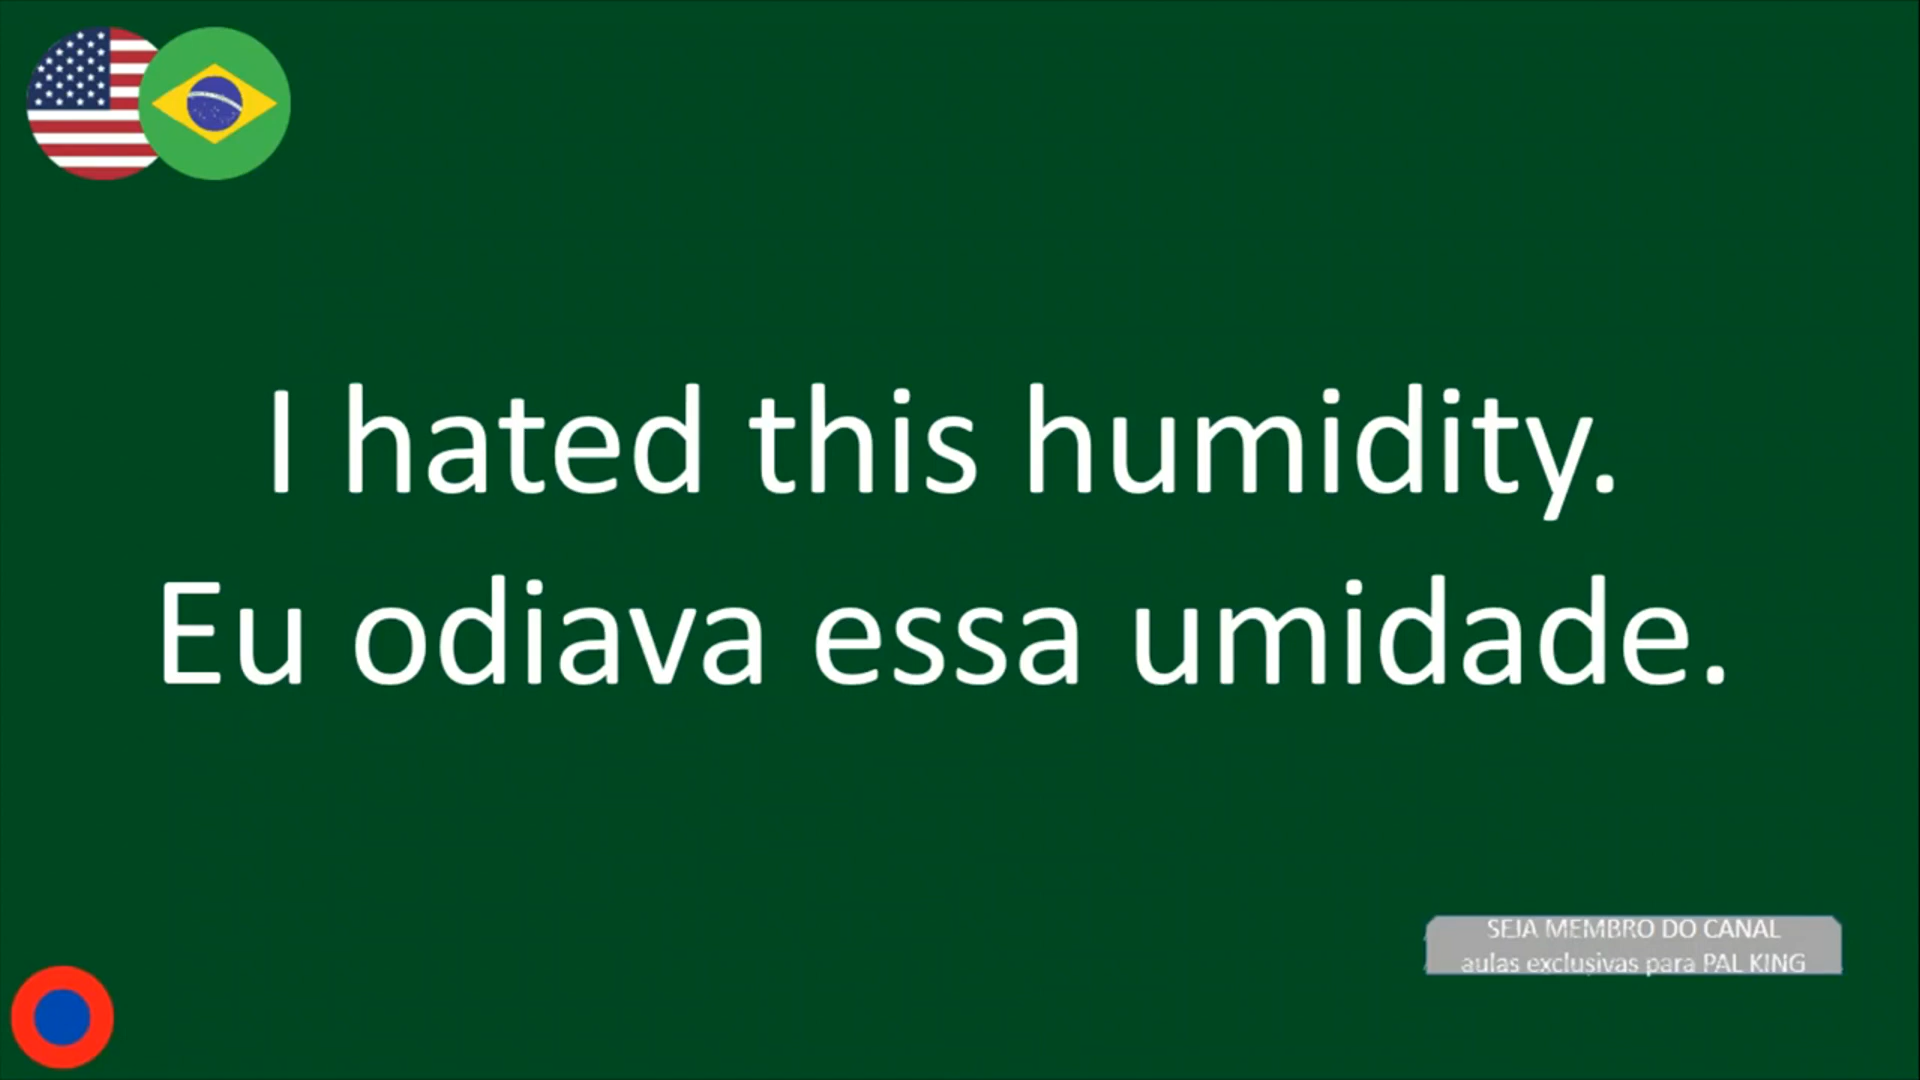 I hated this humidity.
Eu odiava essa umidade.
SEJA MEMBRO DO CANAL
aulas exclusivas para PAL KING